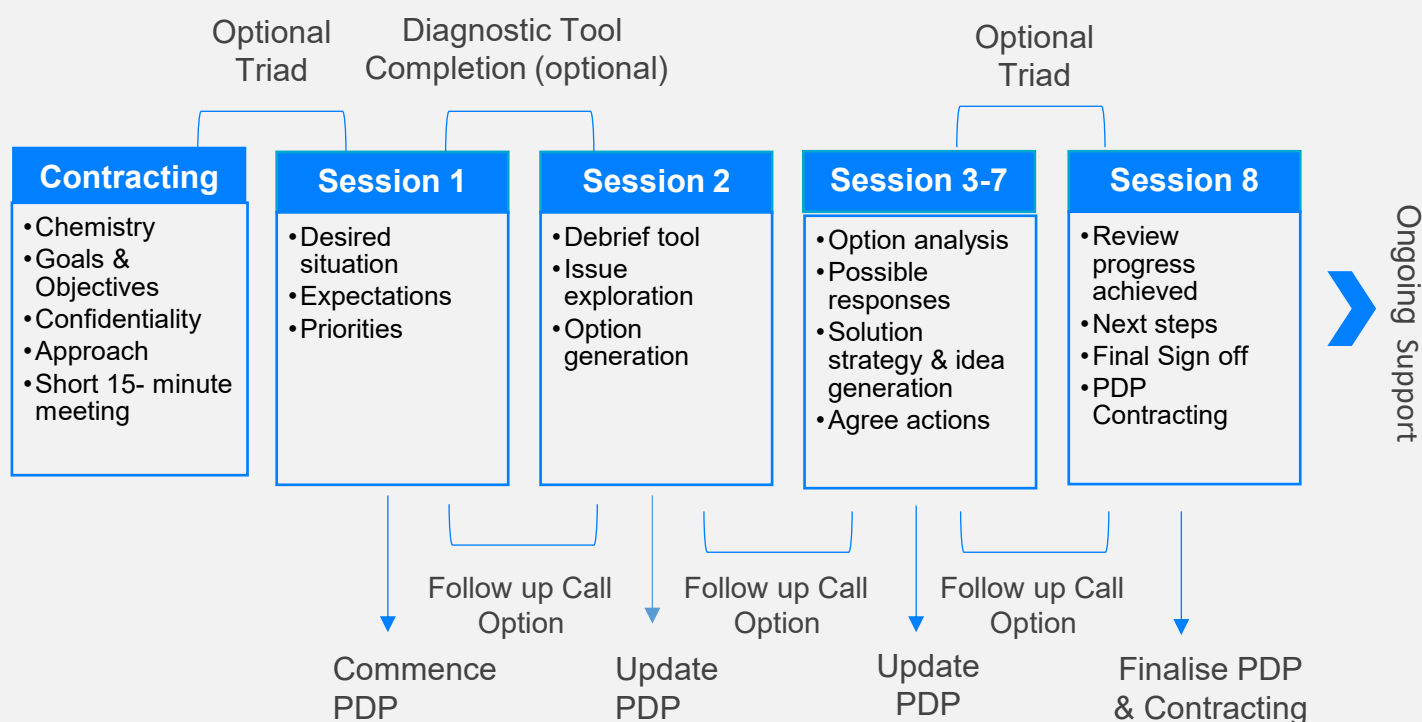 Optional
Triad
Diagnostic Tool
Completion (optional)
Optional
Triad
Contracting
•Chemistry
•Goals &
Objectives
•Confidentiality
•Approach
•Short 15- minute
meeting
Session 1
•Desired
situation
•Expectations
•Priorities
Session 2
•Debrief tool
•Issue
exploration
•Option
generation
Session 3-7
•Option analysis
•Possible
responses
•Solution
strategy & idea
generation
•Agree actions
Session 8
•Review
progress
achieved
•Next steps
•Final Sign off
•PDP
Contracting
Ongoing Support
Follow up Call
Option
Follow up Call
Option
Follow up Call
Option
Commence
PDP
Update
PDP
Update
PDP
Finalise PDP
& Contracting